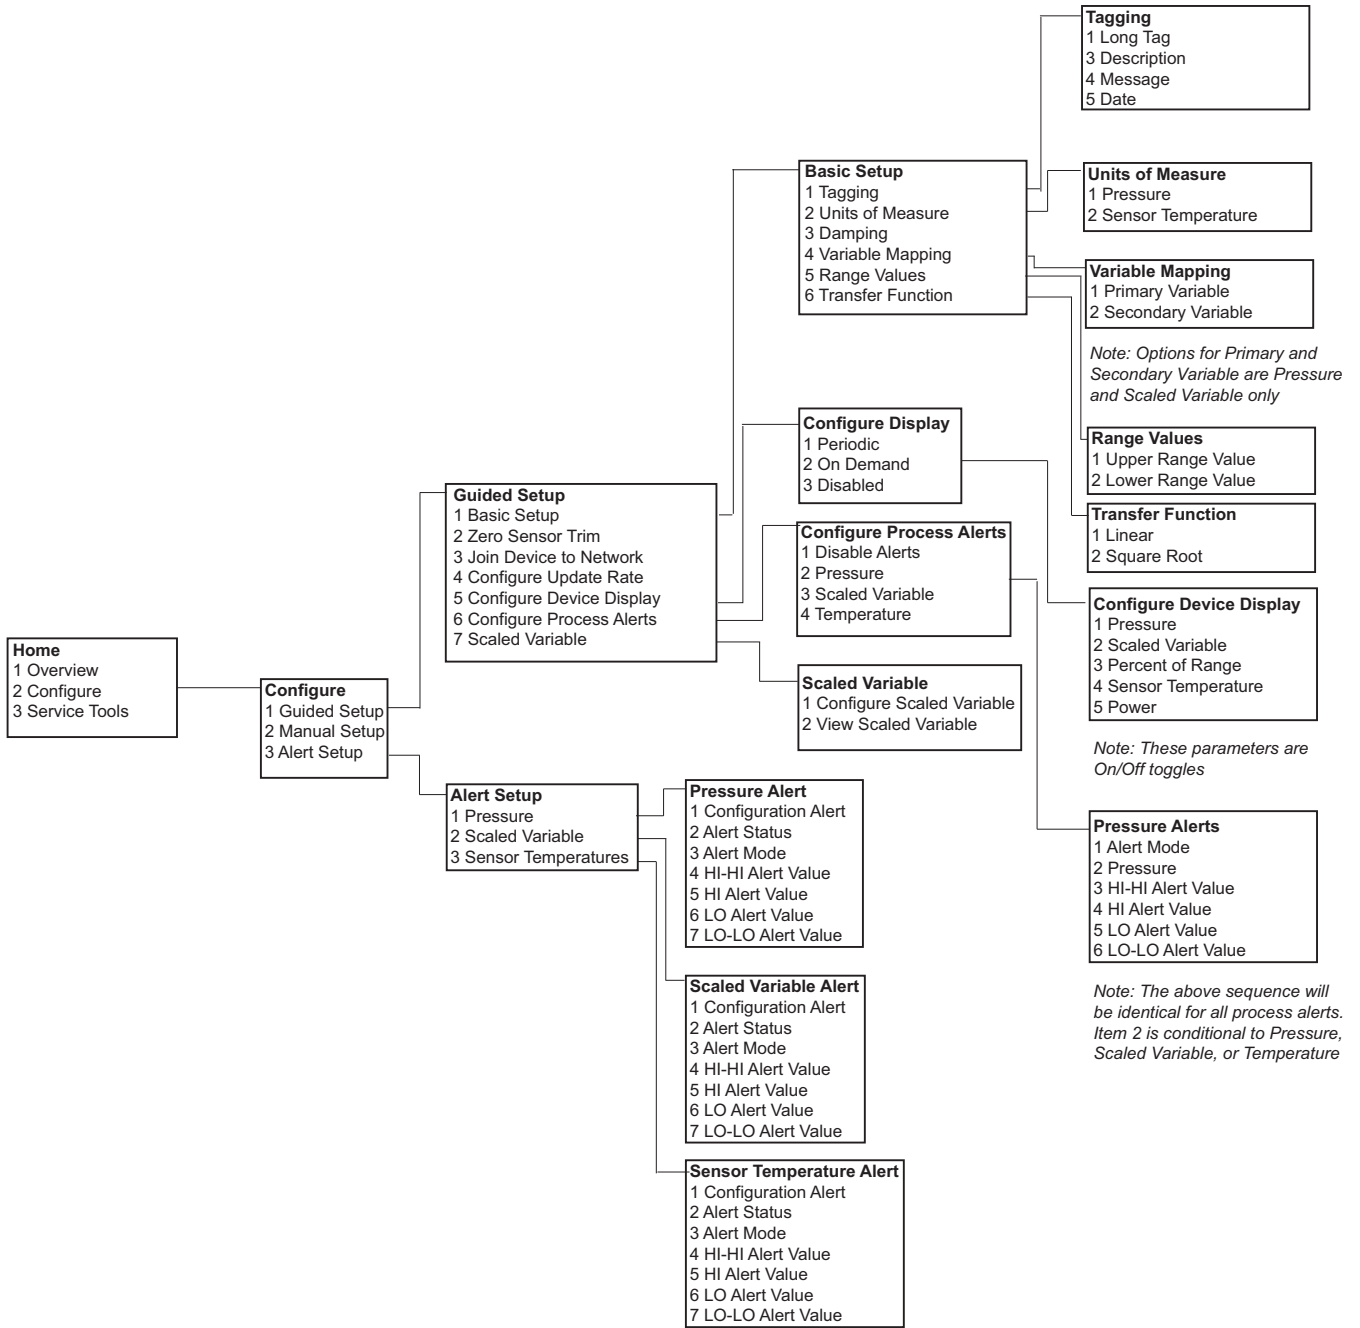 Home
1 Overview
2 Configure
3 Service Tools
Configure
1 Guided Setup
2 Manual Setup
3 Alert Setup
Guided Setup
1 Basic Setup
2 Zero Sensor Trim
3 Join Device to Network
4 Configure Update Rate
5 Configure Device Display
6 Configure Process Alerts
7 Scaled Variable
Alert Setup
1 Pressure
2 Scaled Variable
3 Sensor Temperatures
Basic Setup
1 Tagging
2 Units of Measure
3 Damping
4 Variable Mapping
5 Range Values
6 Transfer Function
Configure Display
1 Periodic
2 On Demand
3 Disabled
Configure Process Alerts
1 Disable Alerts
2 Pressure
3 Scaled Variable
4 Temperature
Scaled Variable
1 Configure Scaled Variable
2 View Scaled Variable
Pressure Alert
1 Configuration Alert
2 Alert Status
3 Alert Mode
4 HI-HI Alert Value
5 HI Alert Value
6 LO Alert Value
7 LO-LO Alert Value
Scaled Variable Alert
1 Configuration Alert
2 Alert Status
3 Alert Mode
4 HI-HI Alert Value
5 HI Alert Value
6 LO Alert Value
7 LO-LO Alert Value
Sensor Temperature Alert
1 Configuration Alert
2 Alert Status
3 Alert Mode
4 HI-HI Alert Value
5 HI Alert Value
6 LO Alert Value
7 LO-LO Alert Value
Tagging
1 Long Tag
3 Description
4 Message
5 Date
Units of Measure
1 Pressure
2 Sensor Temperature
Variable Mapping
1 Primary Variable
2 Secondary Variable
Note: Options for Primary and
Secondary Variable are Pressure
and Scaled Variable only
Range Values
1 Upper Range Value
2 Lower Range Value
Transfer Function
1 Linear
2 Square Root
Configure Device Display
1 Pressure
2 Scaled Variable
3 Percent of Range
4 Sensor Temperature
5 Power
Note: These parameters are
On/Off toggles
Pressure Alerts
1 Alert Mode
2 Pressure
3 HI-HI Alert Value
4 HI Alert Value
5 LO Alert Value
6 LO-LO Alert Value
Note: The above sequence will
be identical for all process alerts.
Item 2 is conditional to Pressure,
Scaled Variable, or Temperature